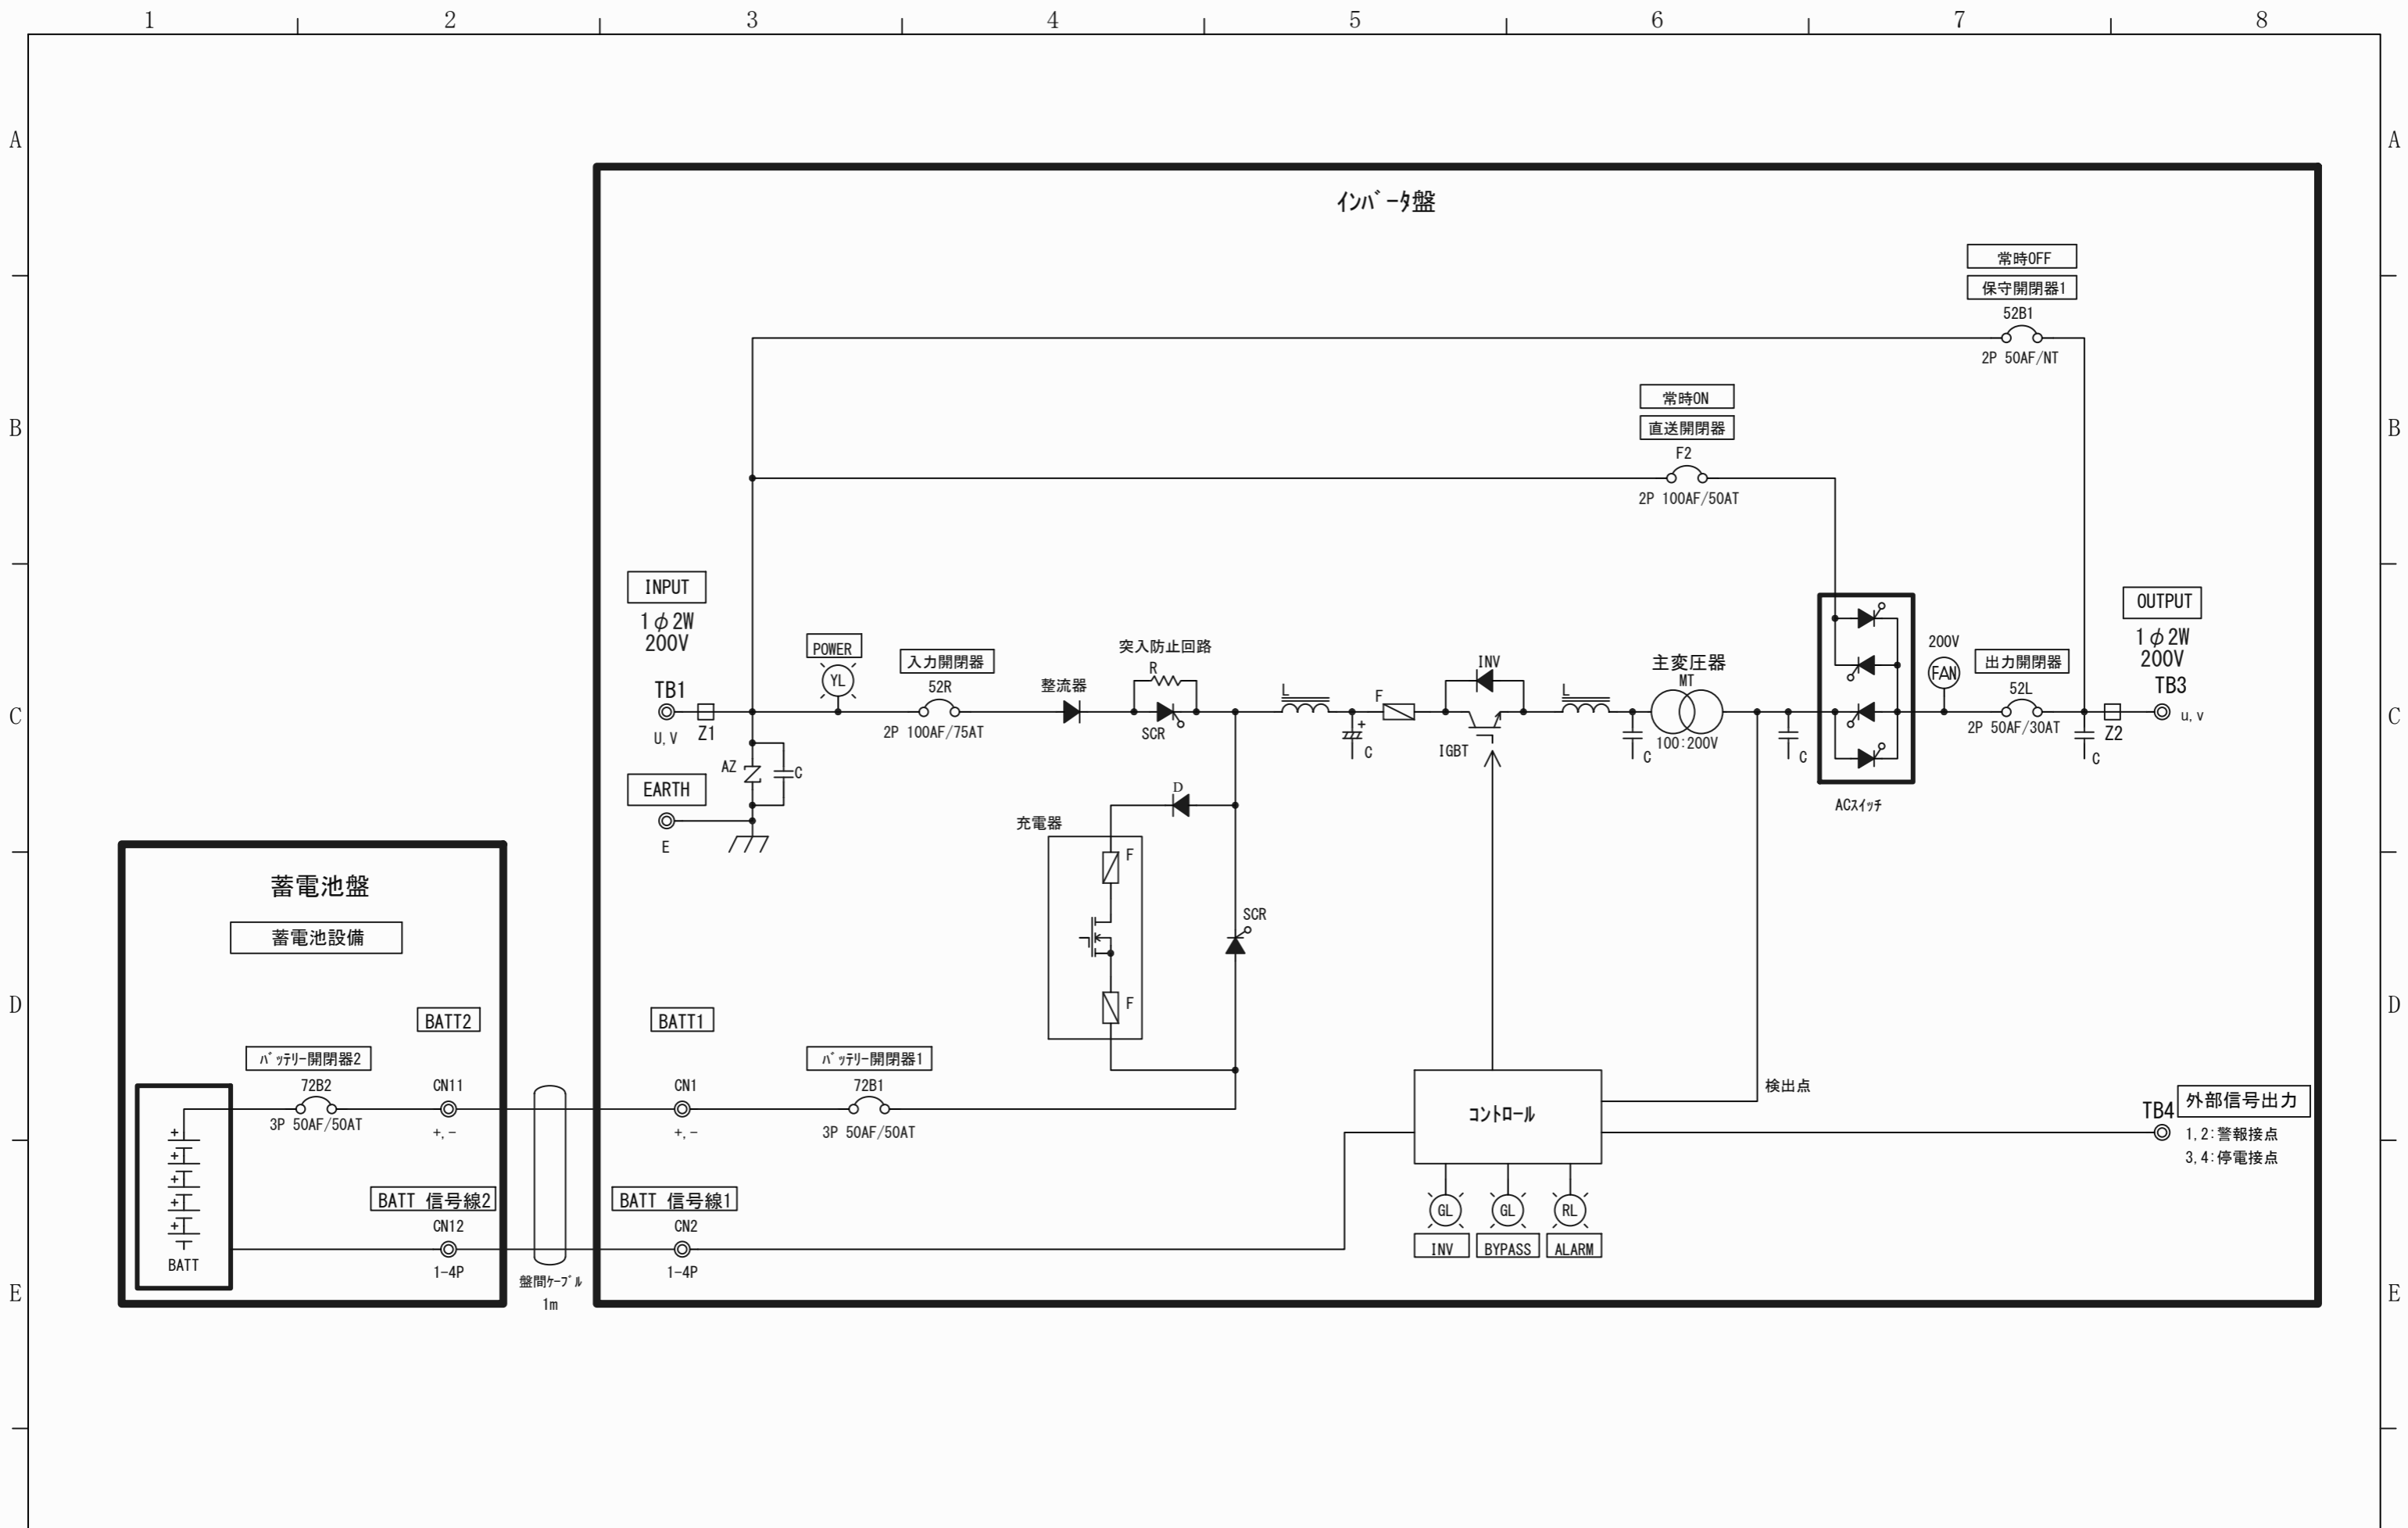 1 2 3 4 5 6 7 8
A A
インバータ盤
常時OFF
保守開閉器1
52B1
2P 50AF/NT
常時ON
B B
直送開閉器
F2
2P 100AF/50AT
INPUT
1φ2W
200V
OUTPUT
1φ2W
200V
POWER
YL
入力開閉器
52R
2P 100AF/75AT
整流器
突入防止回路
R
SCR
L
+
C
F
INV
IGBT
L
C
主変圧器
MT
100:200V
C
ACスイッチ
200V
FAN
出力開閉器
52L
2P 50AF/30AT
C
Z2
TB3
u,v
TB1
U,V
Z1
C C
AZ
C
EARTH
E
D
充電器
F
F
SCR
蓄電池盤
蓄電池設備
D D
BATT2
BATT1
バッテリー開閉器2
72B2
3P 50AF/50AT
CN11
+,-
CN1
+,-
バッテリー開閉器1
72B1
3P 50AF/50AT
コントロール
検出点
TB4
外部信号出力
1,2:警報接点
3,4:停電接点
+
+
+
+
+
BATT
BATT 信号線2
CN12
1-4P
BATT 信号線1
CN2
1-4P
GL
GL
RL
INV
BYPASS
ALARM
盤間ケーブル
1m
E E